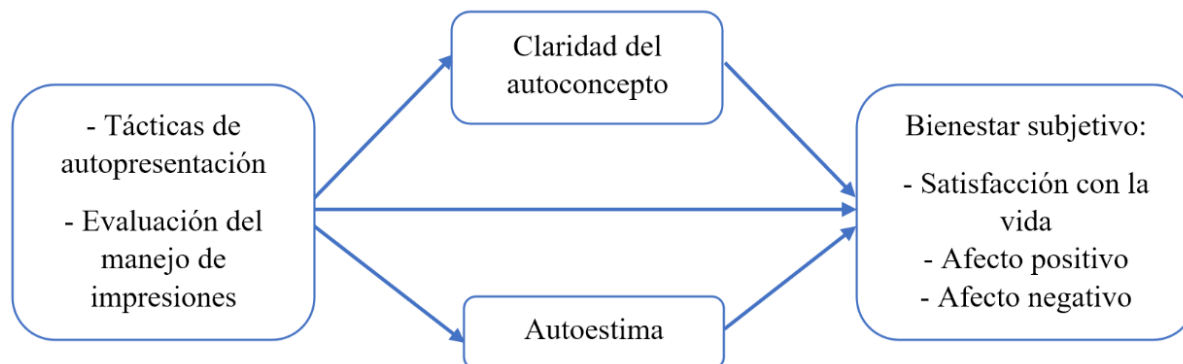 - Tácticas de
autopresentación
- Evaluación del
manejo de
impresiones
Claridad del
autoconcepto
Autoestima
Bienestar subjetivo:
- Satisfacción con la
vida
- Afecto positivo
- Afecto negativo